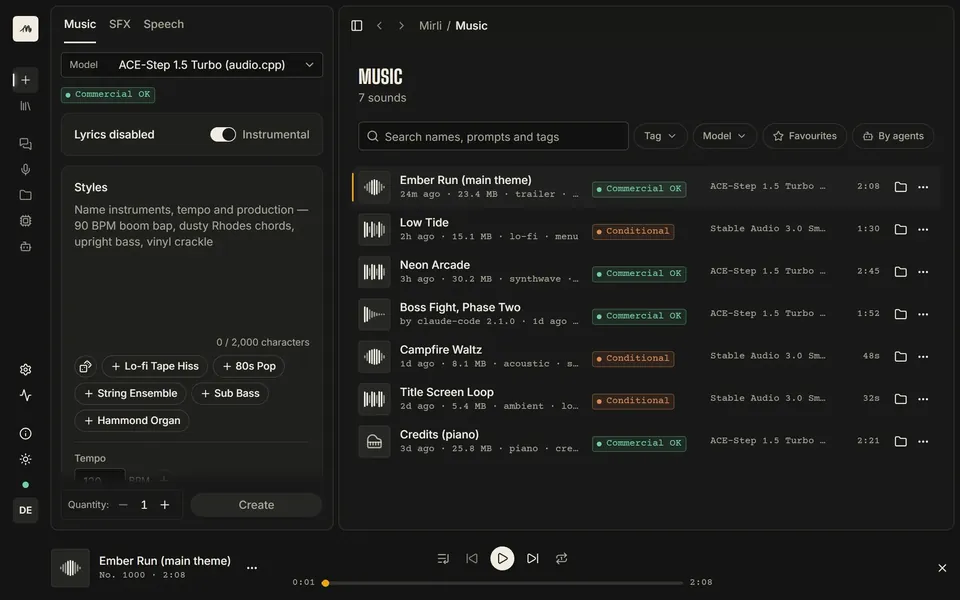 Music SFX Speech
Model ACE-Step 1.5 Turbo (audio.cpp)
Commercial OK
Lyrics disabled Instrumental
Styles
Name instruments, tempo and production —
90 BPM boom bap, dusty Rhodes chords,
upright bass, vinyl crackle
0 / 2,000 characters
+ Lo-fi Tape Hiss + 80s Pop
+ String Ensemble + Sub Bass
+ Hammond Organ
Tempo
120 BPM
Quantity: — 1 + Create
DE
Mirli / Music
MUSIC
7 sounds
Search names, prompts and tags Tag Model Favourites By agents
Ember Run (main theme)
24m ago · 23.4 MB · trailer · … Commercial OK ACE-Step 1.5 Turbo … 2:08
Low Tide
2h ago · 15.1 MB · lo-fi · menu Conditional Stable Audio 3.0 Sm… 1:30
Neon Arcade
3h ago · 30.2 MB · synthwave ·… Commercial OK ACE-Step 1.5 Turbo … 2:45
Boss Fight, Phase Two
by claude-code 2.1.0 · 1d ago … Commercial OK ACE-Step 1.5 Turbo … 1:52
Campfire Waltz
1d ago · 8.1 MB · acoustic · s… Conditional Stable Audio 3.0 Sm… 48s
Title Screen Loop
2d ago · 5.4 MB · ambient · lo… Conditional Stable Audio 3.0 Sm… 32s
Credits (piano)
3d ago · 25.8 MB · piano · cre… Commercial OK ACE-Step 1.5 Turbo … 2:21
Ember Run (main theme)
No. 1000 · 2:08
0:01 2:08